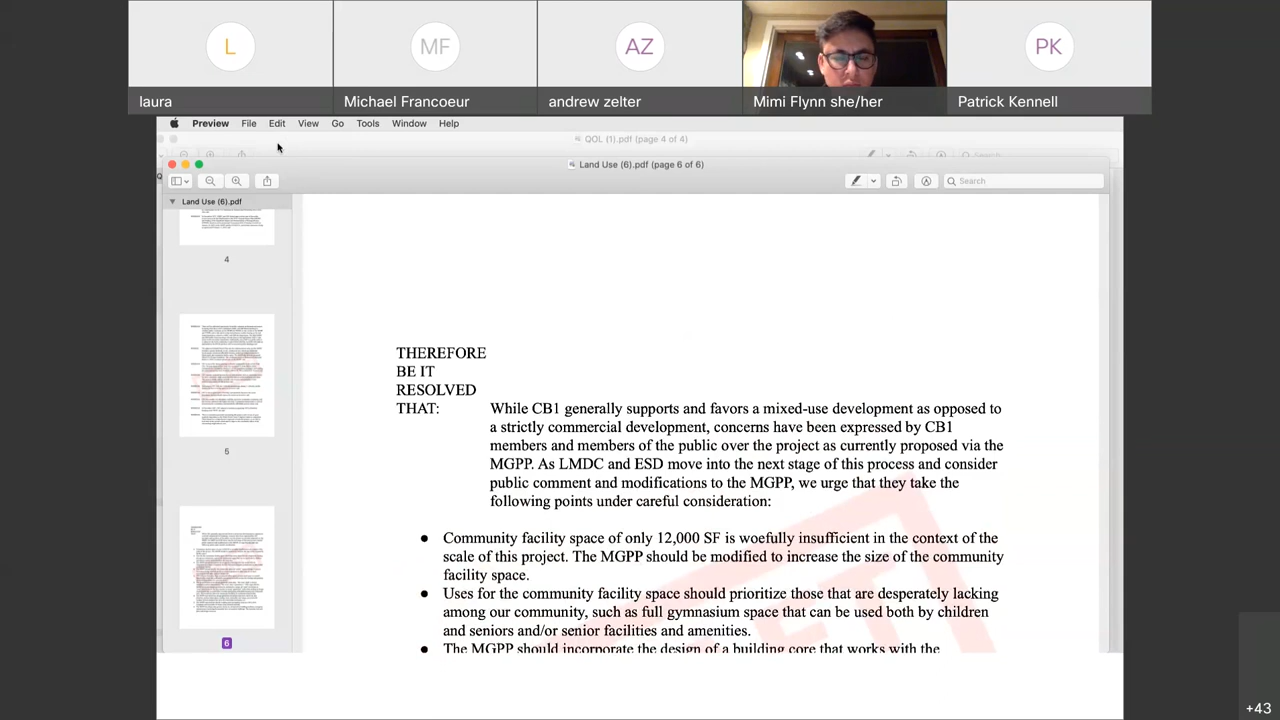 L
MF
AZ
PK
laura
Michael Francoeur
andrew zelter
Mimi Flynn she/her
Patrick Kennell
Preview File Edit View Go Tools Window Help
QOL (1).pdf (page 4 of 4)
Search
Land Use (6).pdf (page 6 of 6)
Search
Land Use (6).pdf
4
5
6
THEREFORE
BE IT
RESOLVED
THAT: While CB1 generally supports and favors a mixed-use development as opposed to
a strictly commercial development, concerns have been expressed by CB1
members and members of the public over the project as currently proposed via the
MGPP. As LMDC and ESD move into the next stage of this process and consider
public comment and modifications to the MGPP, we urge that they take the
following points under careful consideration:
● Community facility space of only SF is woefully insufficient in the context of the
scale of this project. The MGPP should be modified to increase the size of the community
facility space.
Uses for the community facility space should prioritize those that are desperately lacking
among our community, such as full gymnasium space that can be used both by children
and seniors and/or senior facilities and amenities.
● The MGPP should incorporate the design of a building core that works with the
+43